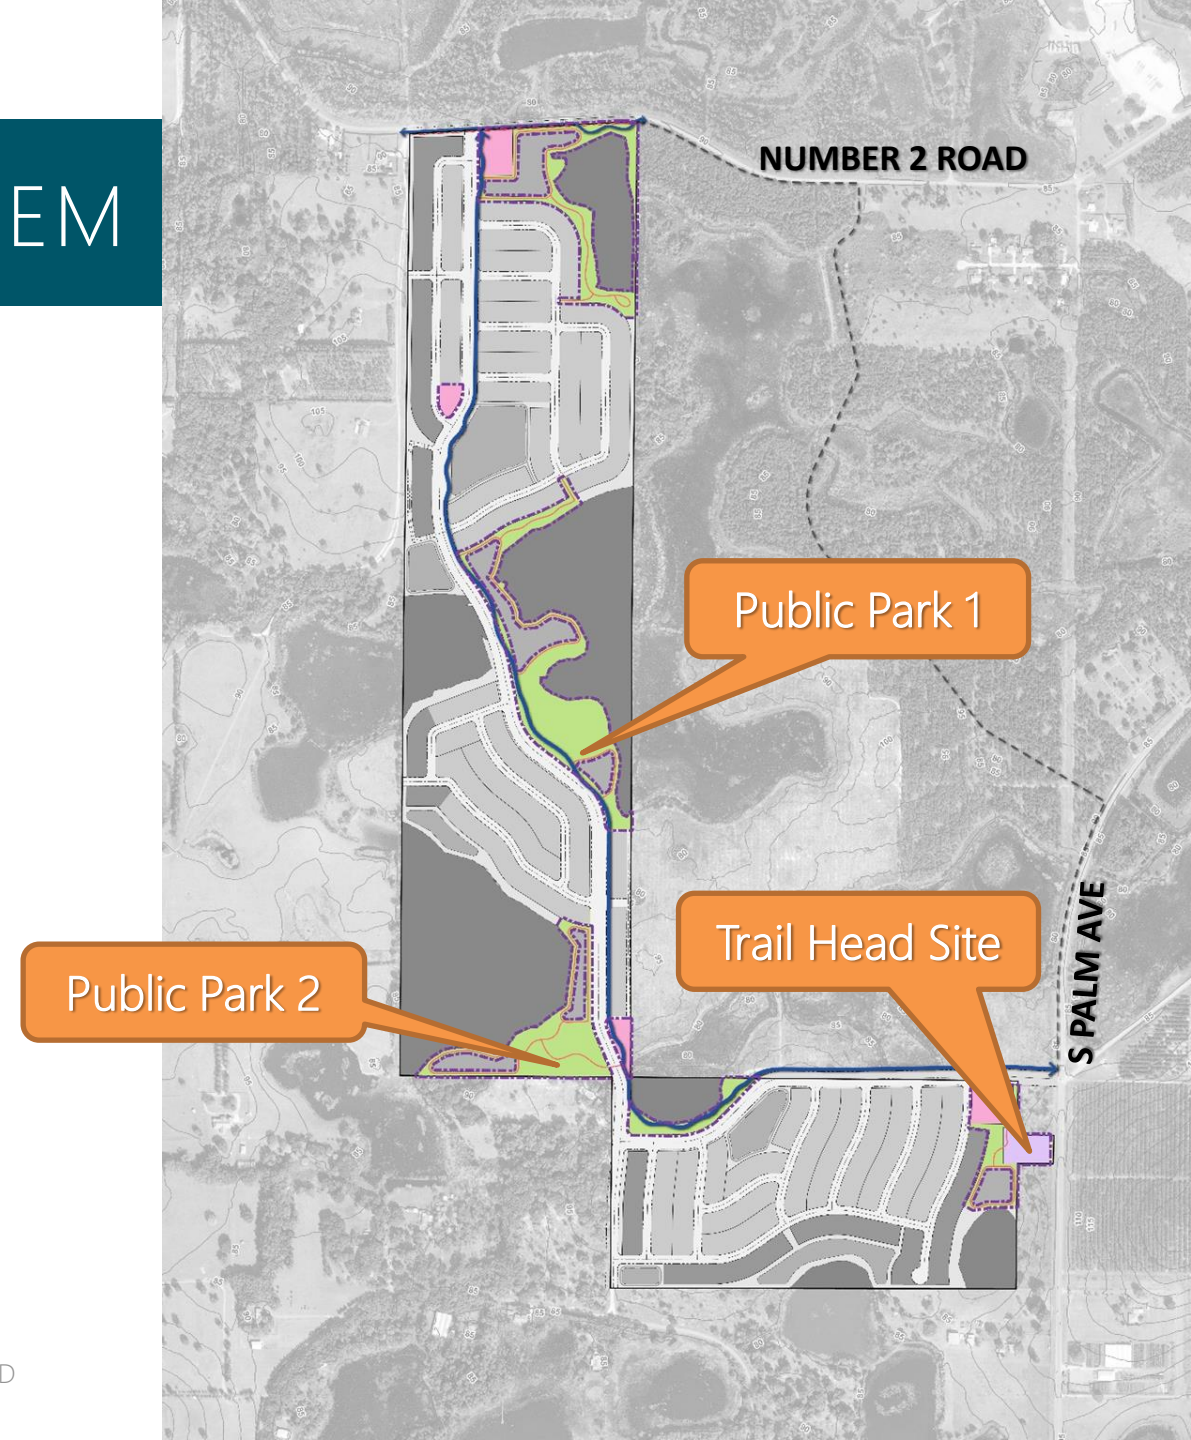 EM
NUMBER 2 ROAD
Public Park 1
Trail Head Site
S PALM AVE
Public Park 2
D